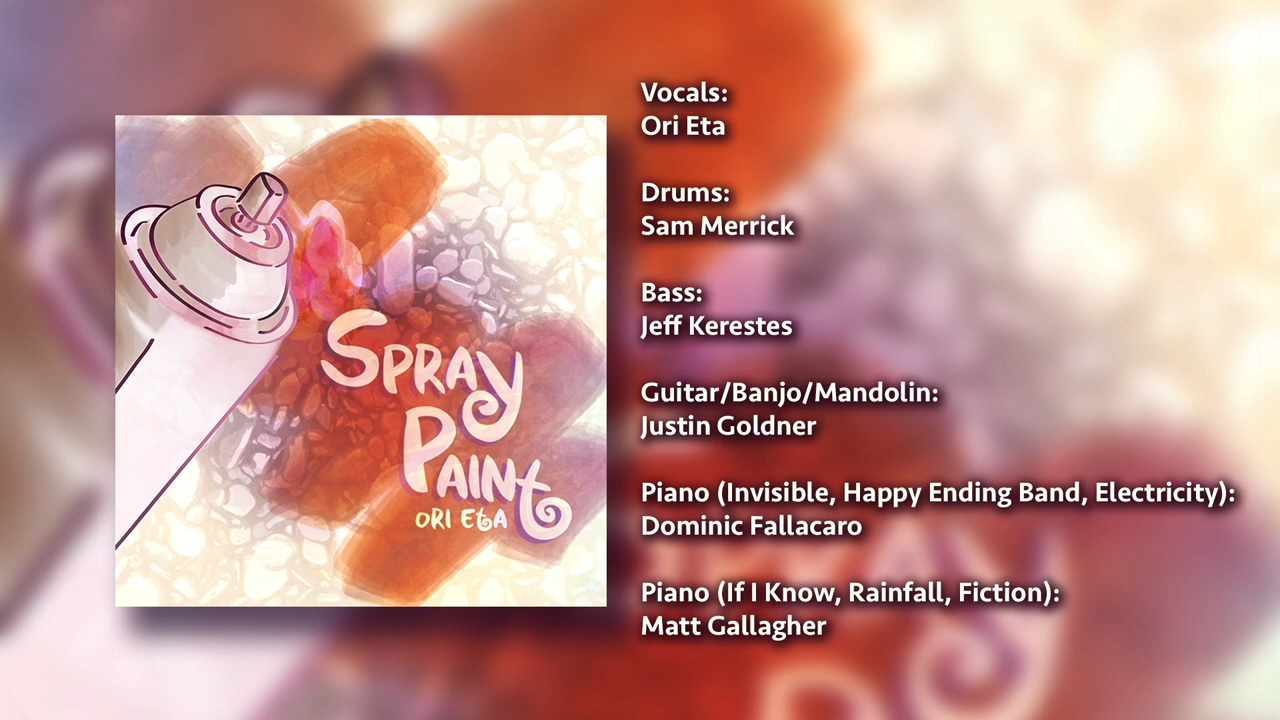 SPRAY
PAINT
ORI EtA
Vocals:
Ori Eta
Drums:
Sam Merrick
Bass:
Jeff Kerestes
Guitar/Banjo/Mandolin:
Justin Goldner
Piano (Invisible, Happy Ending Band, Electricity):
Dominic Fallacaro
Piano (If I Know, Rainfall, Fiction):
Matt Gallagher